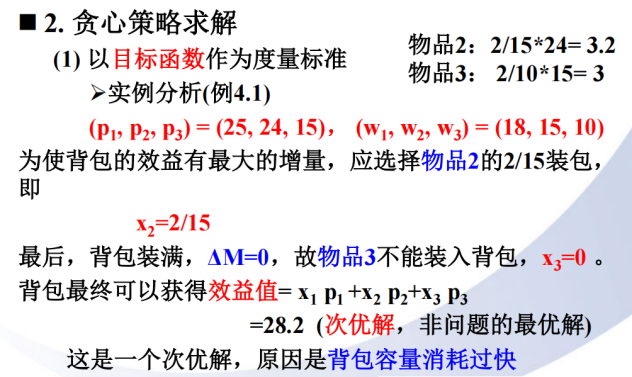 ■ 2. 贪心策略求解
(1) 以目标函数作为度量标准
物品2：2/15*24= 3.2
物品3： 2/10*15= 3
➢实例分析(例4.1)
(p₁, p₂, p₃) = (25, 24, 15)， (w₁, w₂, w₃) = (18, 15, 10)
为使背包的效益有最大的增量，应选择物品2的2/15装包，
即
x₂=2/15
最后，背包装满，ΔM=0，故物品3不能装入背包，x₃=0 。
背包最终可以获得效益值= x₁ p₁ +x₂ p₂+x₃ p₃
=28.2 (次优解，非问题的最优解)
这是一个次优解，原因是背包容量消耗过快